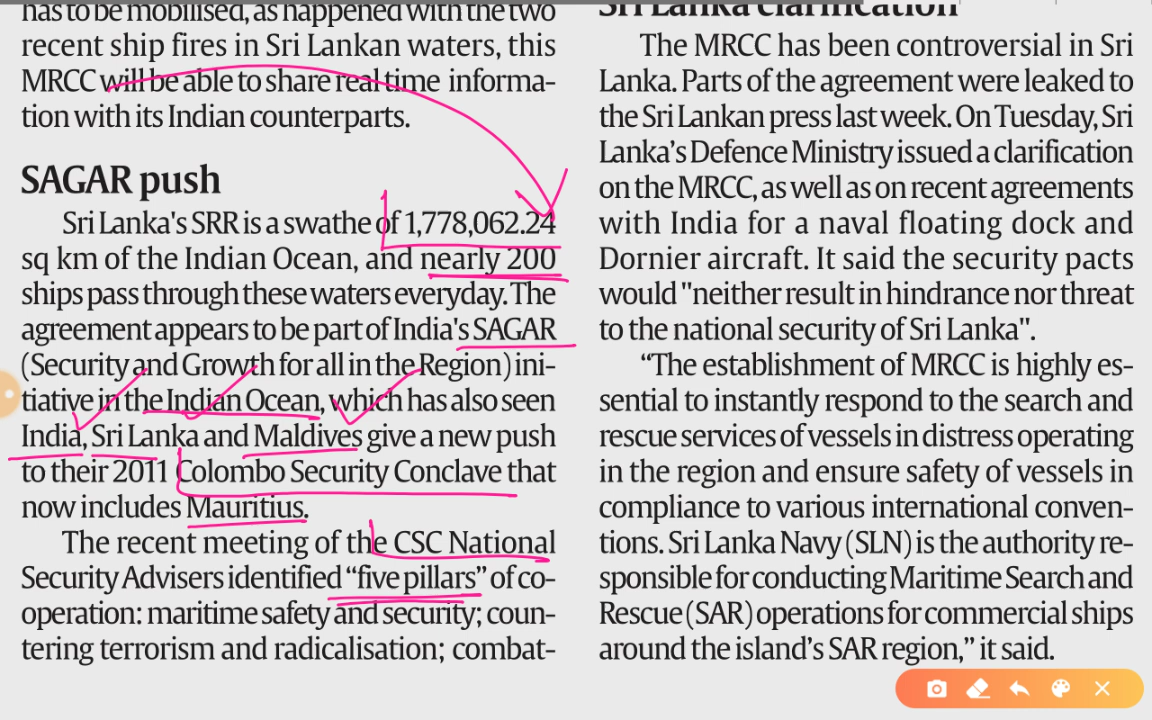 has to be mobilised, as happened with the two
recent ship fires in Sri Lankan waters, this
MRCC will be able to share real time informa-
tion with its Indian counterparts.
SAGAR push
Sri Lanka's SRR is a swathe of 1,778,062.24
sq km of the Indian Ocean, and nearly 200
ships pass through these waters everyday. The
agreement appears to be part of India's SAGAR
(Security and Growth for all in the Region) ini-
tiative in the Indian Ocean, which has also seen
India, Sri Lanka and Maldives give a new push
to their 2011 Colombo Security Conclave that
now includes Mauritius.
The recent meeting of the CSC National
Security Advisers identified “five pillars” of co-
operation: maritime safety and security; coun-
tering terrorism and radicalisation; combat-
Sri Lanka clarification
The MRCC has been controversial in Sri
Lanka. Parts of the agreement were leaked to
the Sri Lankan press last week. On Tuesday, Sri
Lanka’s Defence Ministry issued a clarification
on the MRCC, as well as on recent agreements
with India for a naval floating dock and
Dornier aircraft. It said the security pacts
would "neither result in hindrance nor threat
to the national security of Sri Lanka".
“The establishment of MRCC is highly es-
sential to instantly respond to the search and
rescue services of vessels in distress operating
in the region and ensure safety of vessels in
compliance to various international conven-
tions. Sri Lanka Navy (SLN) is the authority re-
sponsible for conducting Maritime Search and
Rescue (SAR) operations for commercial ships
around the island’s SAR region,” it said.